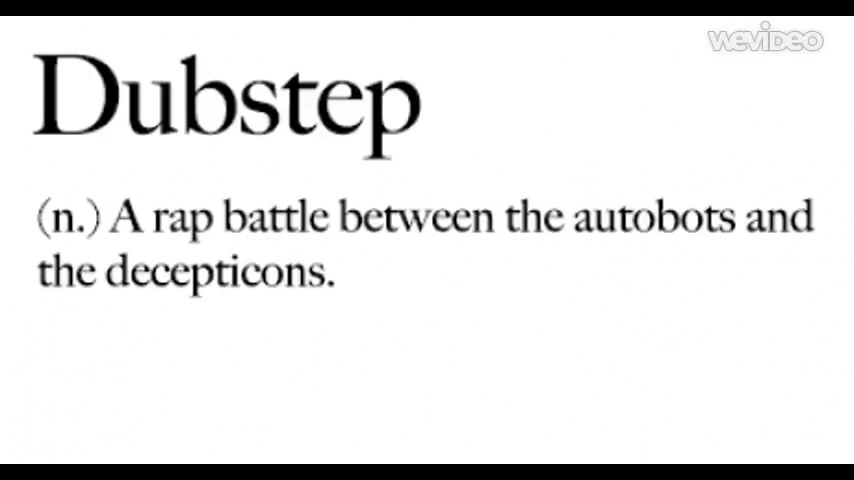 WeVideo
Dubstep
(n.) A rap battle between the autobots and
the decepticons.